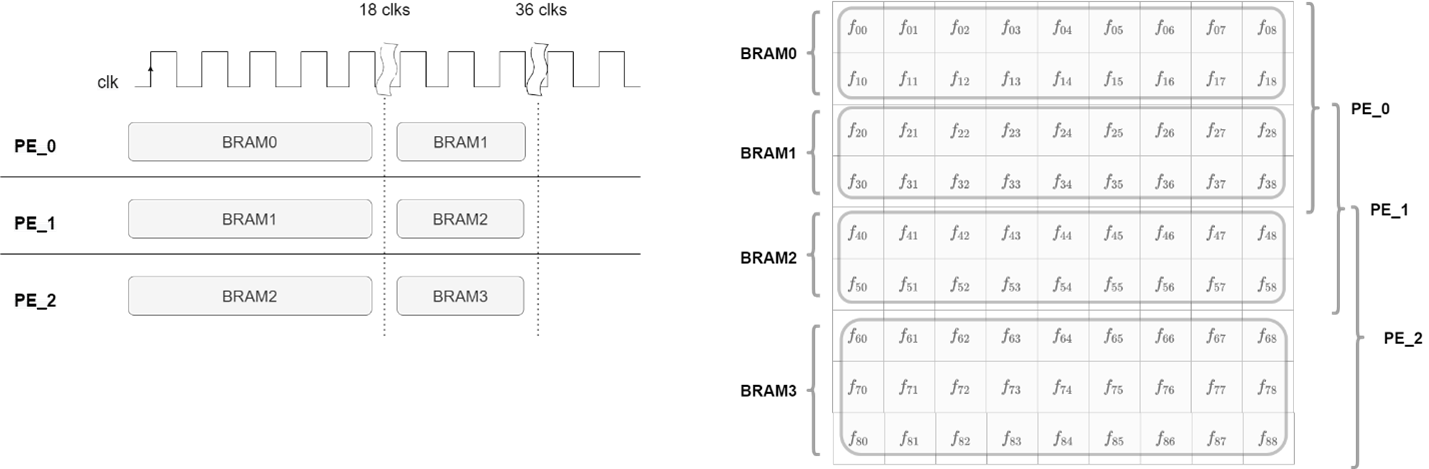 18 clks 36 clks
clk
PE_0 BRAM0 BRAM1
PE_1 BRAM1 BRAM2
PE_2 BRAM2 BRAM3
BRAM0
f00 f01 f02 f03 f04 f05 f06 f07 f08
f10 f11 f12 f13 f14 f15 f16 f17 f18
BRAM1
f20 f21 f22 f23 f24 f25 f26 f27 f28
f30 f31 f32 f33 f34 f35 f36 f37 f38
BRAM2
f40 f41 f42 f43 f44 f45 f46 f47 f48
f50 f51 f52 f53 f54 f55 f56 f57 f58
BRAM3
f60 f61 f62 f63 f64 f65 f66 f67 f68
f70 f71 f72 f73 f74 f75 f76 f77 f78
f80 f81 f82 f83 f84 f85 f86 f87 f88
PE_0
PE_1
PE_2